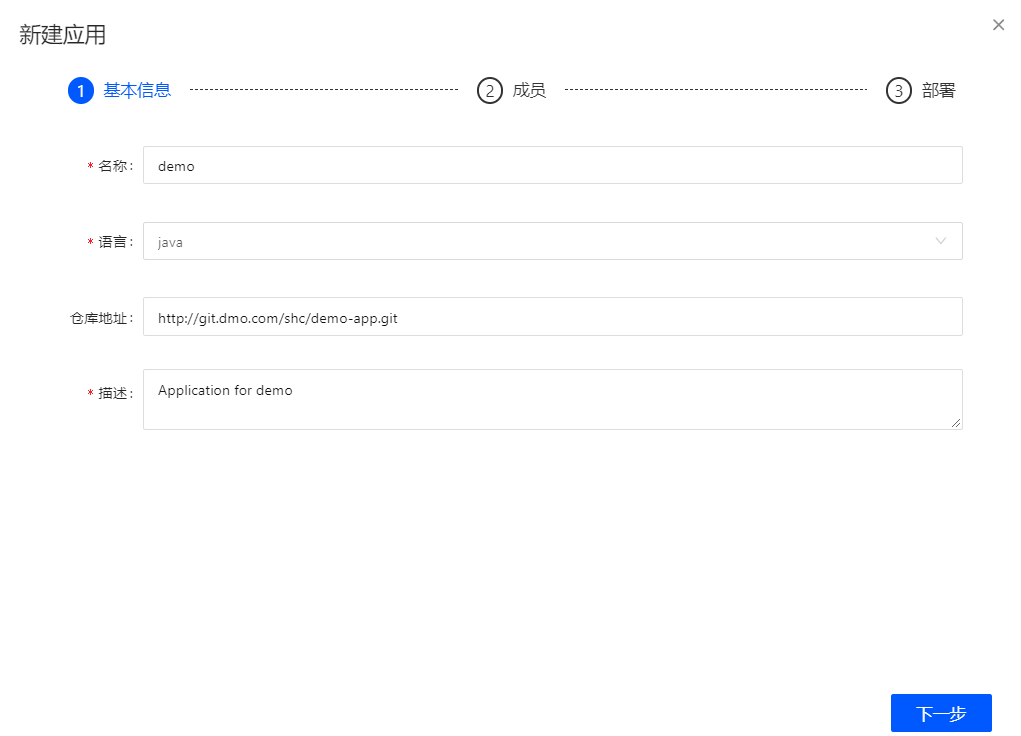 新建应用
1 基本信息 2 成员 3 部署
* 名称: demo
* 语言: java
仓库地址: http://git.dmo.com/shc/demo-app.git
* 描述: Application for demo
下一步